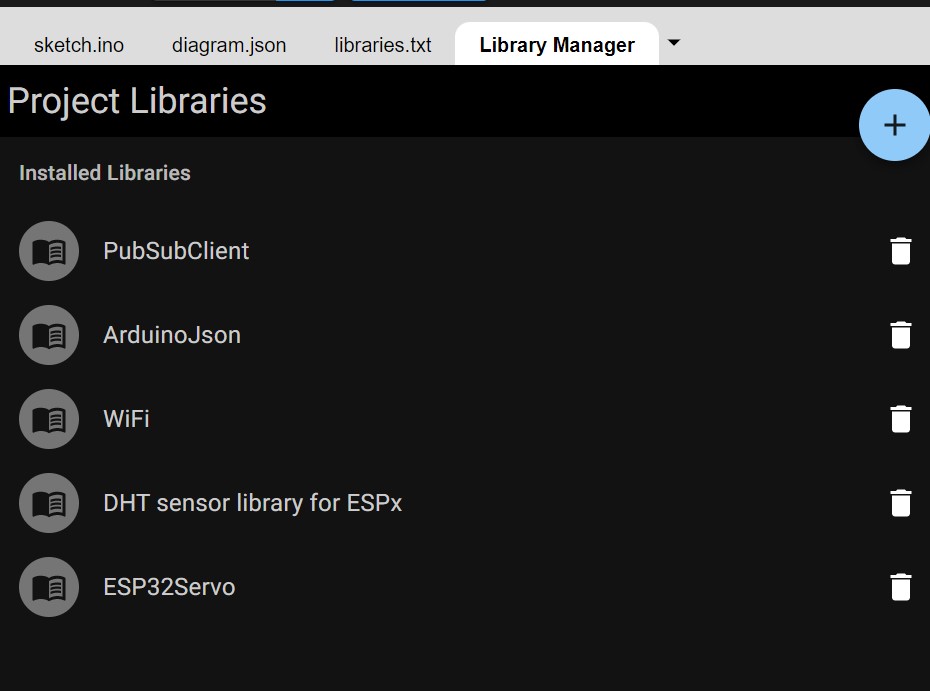 sketch.ino diagram.json libraries.txt Library Manager
Project Libraries
Installed Libraries
PubSubClient
ArduinoJson
WiFi
DHT sensor library for ESPx
ESP32Servo